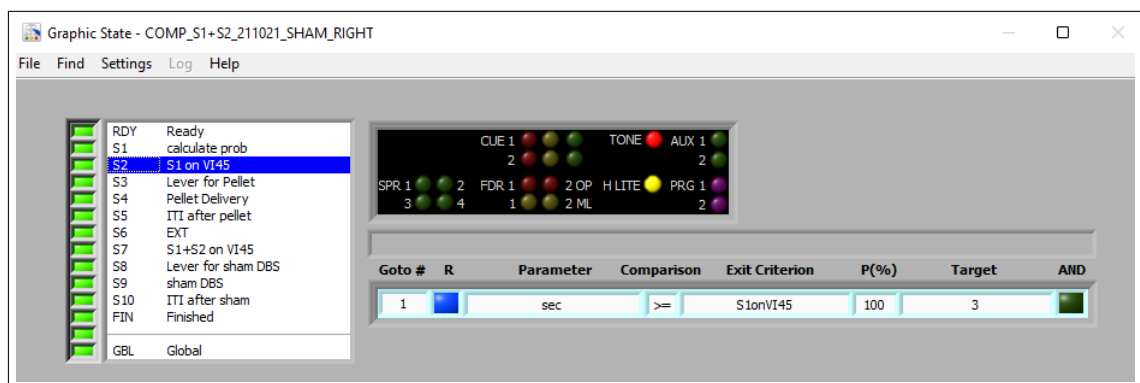 Graphic State - COMP_S1+S2_211021_SHAM_RIGHT
File Find Settings Log Help
RDY Ready
S1 calculate prob
S2 S1 on VI45
S3 Lever for Pellet
S4 Pellet Delivery
S5 ITI after pellet
S6 EXT
S7 S1+S2 on VI45
S8 Lever for sham DBS
S9 sham DBS
S10 ITI after sham
FIN Finished
GBL Global
CUE 1 TONE AUX 1
2 2
SPR 1 2 FDR 1 2 OP H LITE PRG 1
3 4 1 2 ML 2
Goto # R Parameter Comparison Exit Criterion P(%) Target AND
1 sec >= S1onVI45 100 3